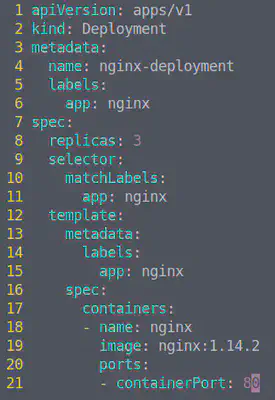 1 apiVersion: apps/v1
2 kind: Deployment
3 metadata:
4   name: nginx-deployment
5   labels:
6     app: nginx
7 spec:
8   replicas: 3
9   selector:
10     matchLabels:
11       app: nginx
12   template:
13     metadata:
14       labels:
15         app: nginx
16     spec:
17       containers:
18       - name: nginx
19         image: nginx:1.14.2
20         ports:
21         - containerPort: 80